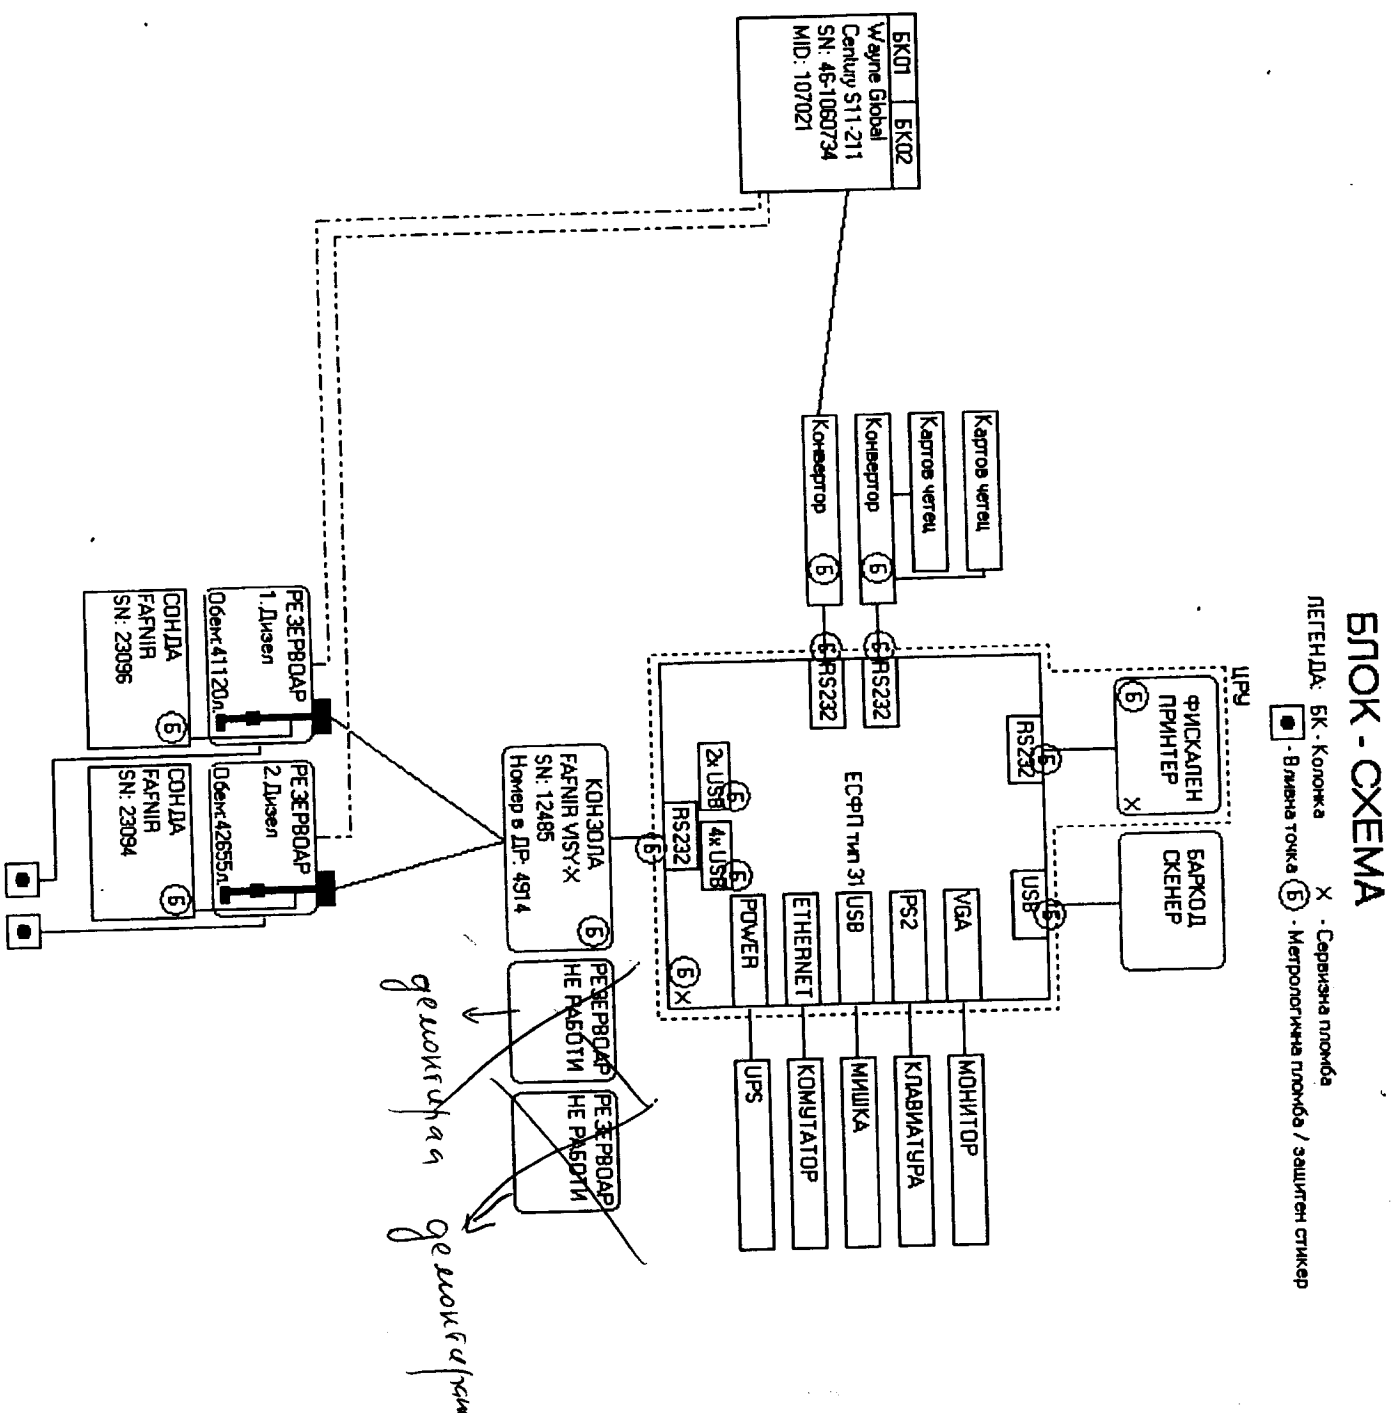 БЛОК - СХЕМА
ЛЕГЕНДА: БК - Колонка X - Сервизна пломба
- Вливна точка Б - Метрологична пломба / защитен стикер
ЦРУ
ФИСКАЛЕН
ПРИНТЕР
Б
X
БАРКОД
СКЕНЕР
Картов четец
Картов четец
Конвертор Б
Конвертор Б
Б
RS232
Б
RS232
RS232
Б
USB
Б
ЕСФП тип 31
VGA
PS2
USB
ETHERNET
POWER
МОНИТОР
КЛАВИАТУРА
МИШКА
КОМУТАТОР
UPS
2x USB
Б
4x USB
Б
RS232
Б
Б X
БК01 БК02
Wayne Global
Century S11-211
SN: 46-1060734
MID: 107021
КОНЗОЛА
FAFNIR VISY-X
SN: 12485
Номер в ДР: 4914
Б
РЕЗЕРВОАР
НЕ РАБОТИ
РЕЗЕРВОАР
НЕ РАБОТИ
РЕЗЕРВОАР
1.Дизел
Обем:41120л.
СОНДА
FAFNIR
SN: 23096
Б
РЕЗЕРВОАР
2.Дизел
Обем:42655л.
СОНДА
FAFNIR
SN: 23094
Б